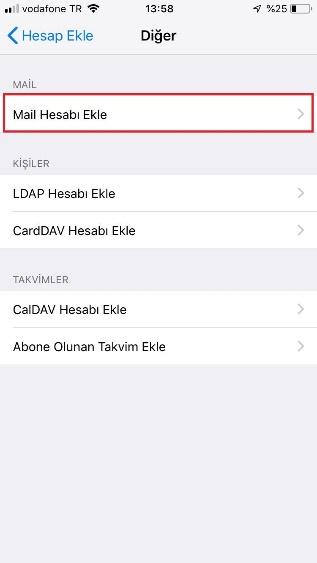 vodafone TR 13:58 %25
Hesap Ekle Diğer
MAİL
Mail Hesabı Ekle
KİŞİLER
LDAP Hesabı Ekle
CardDAV Hesabı Ekle
TAKVİMLER
CalDAV Hesabı Ekle
Abone Olunan Takvim Ekle